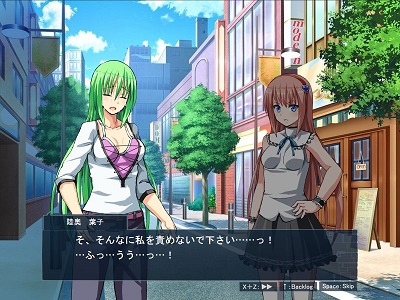 moden
陸奥　葉子
そ、そんなに私を責めないで下さい……っ！
…ふっ…うう…っ…！
X+Z: ▶▶ ↑:Backlog Space:Skip